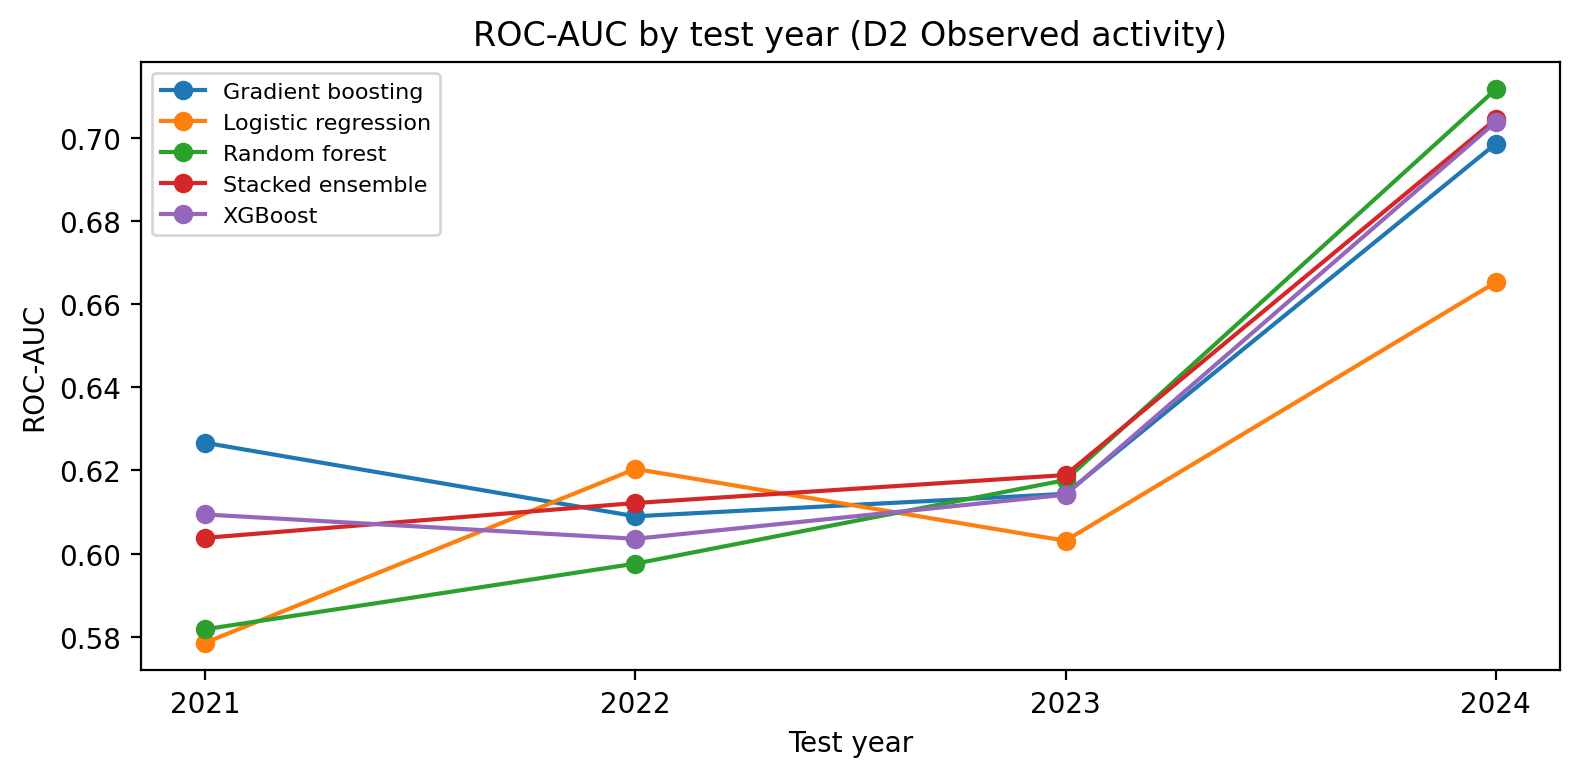 ROC-AUC by test year (D2 Observed activity)
Gradient boosting
Logistic regression
Random forest
Stacked ensemble
XGBoost
ROC-AUC
0.70
0.68
0.66
0.64
0.62
0.60
0.58
2021 2022 2023 2024
Test year